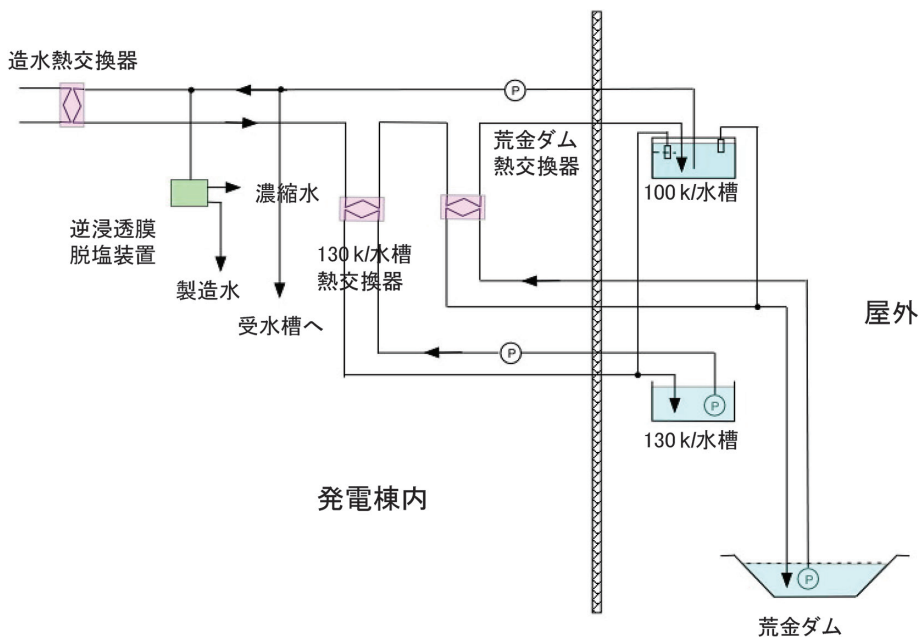 造水熱交換器
P
荒金ダム
熱交換器
100 k/水槽
濃縮水
逆浸透膜
脱塩装置
130 k/水槽
熱交換器
製造水
受水槽へ
屋外
P
P
130 k/水槽
発電棟内
P
荒金ダム